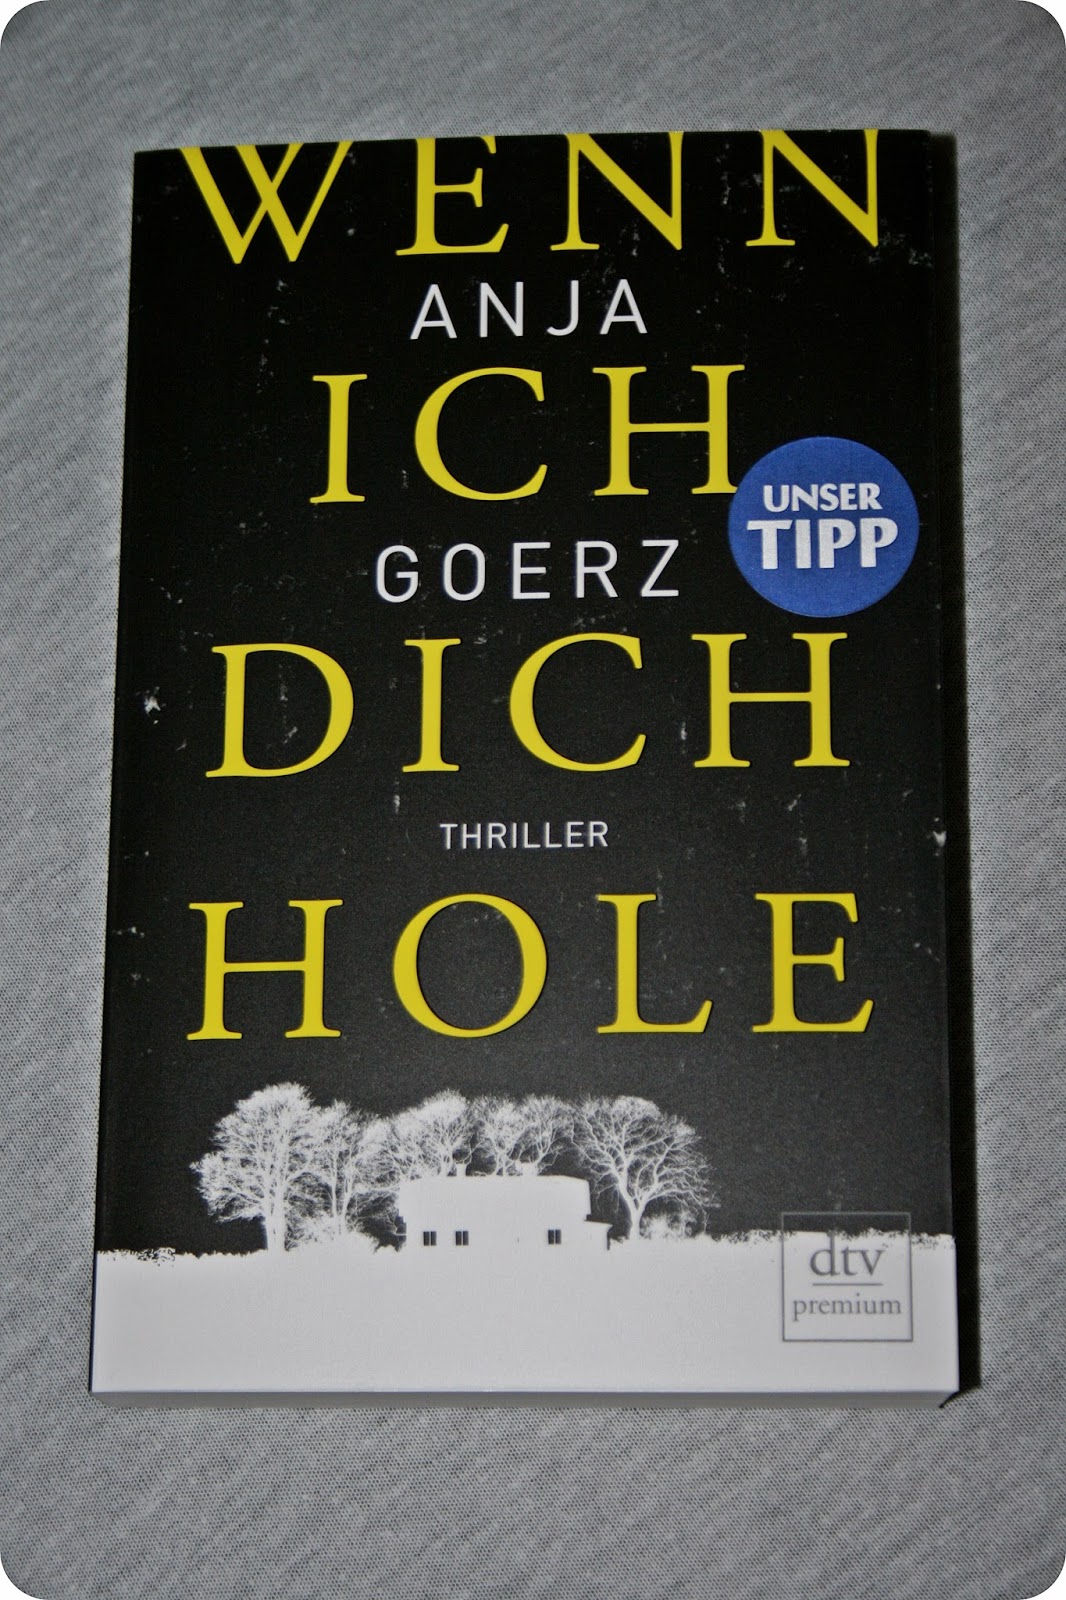 WENN
ANJA
ICH
UNSER
TIPP
GOERZ
DICH
THRILLER
HOLE
dtv
premium